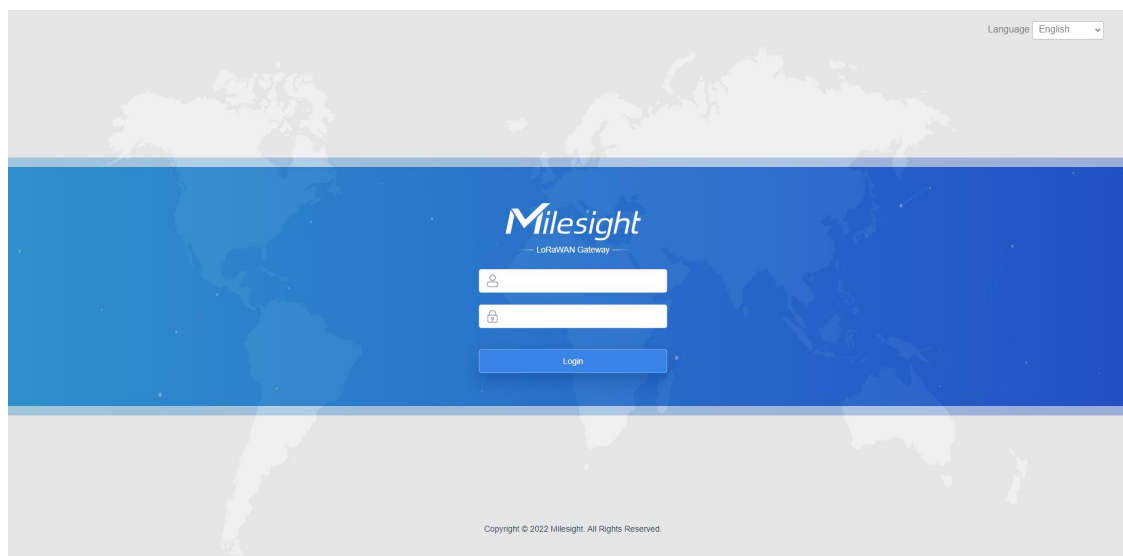 Language English
Milesight
LoRaWAN Gateway
Login
Copyright © 2022 Milesight. All Rights Reserved.